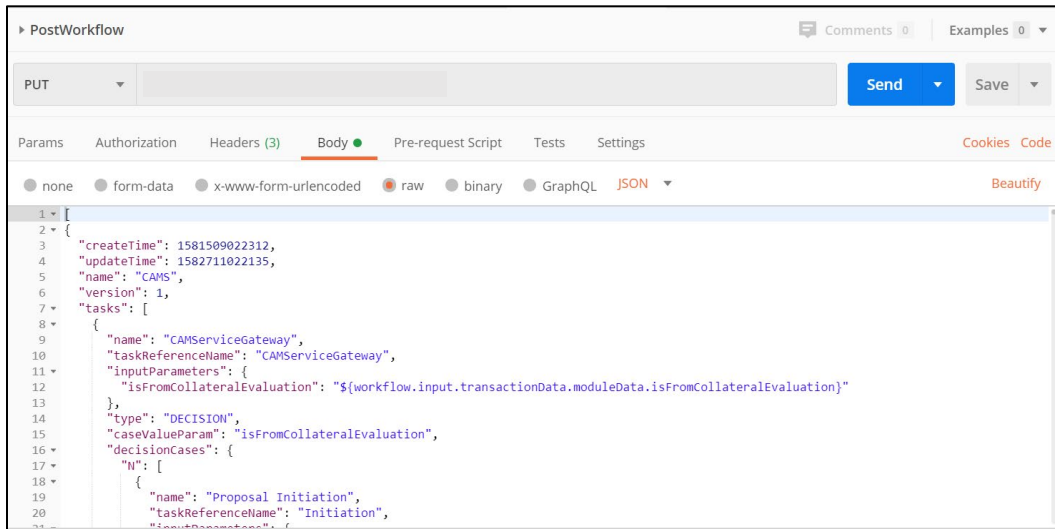 PostWorkflow Comments 0 Examples 0
PUT Send Save
Params Authorization Headers (3) Body Pre-request Script Tests Settings Cookies Code
none form-data x-www-form-urlencoded raw binary GraphQL JSON Beautify
1 [
2 {
3 "createTime": 1581509022312,
4 "updateTime": 1582711022135,
5 "name": "CAMS",
6 "version": 1,
7 "tasks": [
8 {
9 "name": "CAMServiceGateway",
10 "taskReferenceName": "CAMServiceGateway",
11 "inputParameters": {
12 "isFromCollateralEvaluation": "${workflow.input.transactionData.moduleData.isFromCollateralEvaluation}"
13 },
14 "type": "DECISION",
15 "caseValueParam": "isFromCollateralEvaluation",
16 "decisionCases": {
17 "N": [
18 {
19 "name": "Proposal Initiation",
20 "taskReferenceName": "Initiation",
21 "inputParameters": {